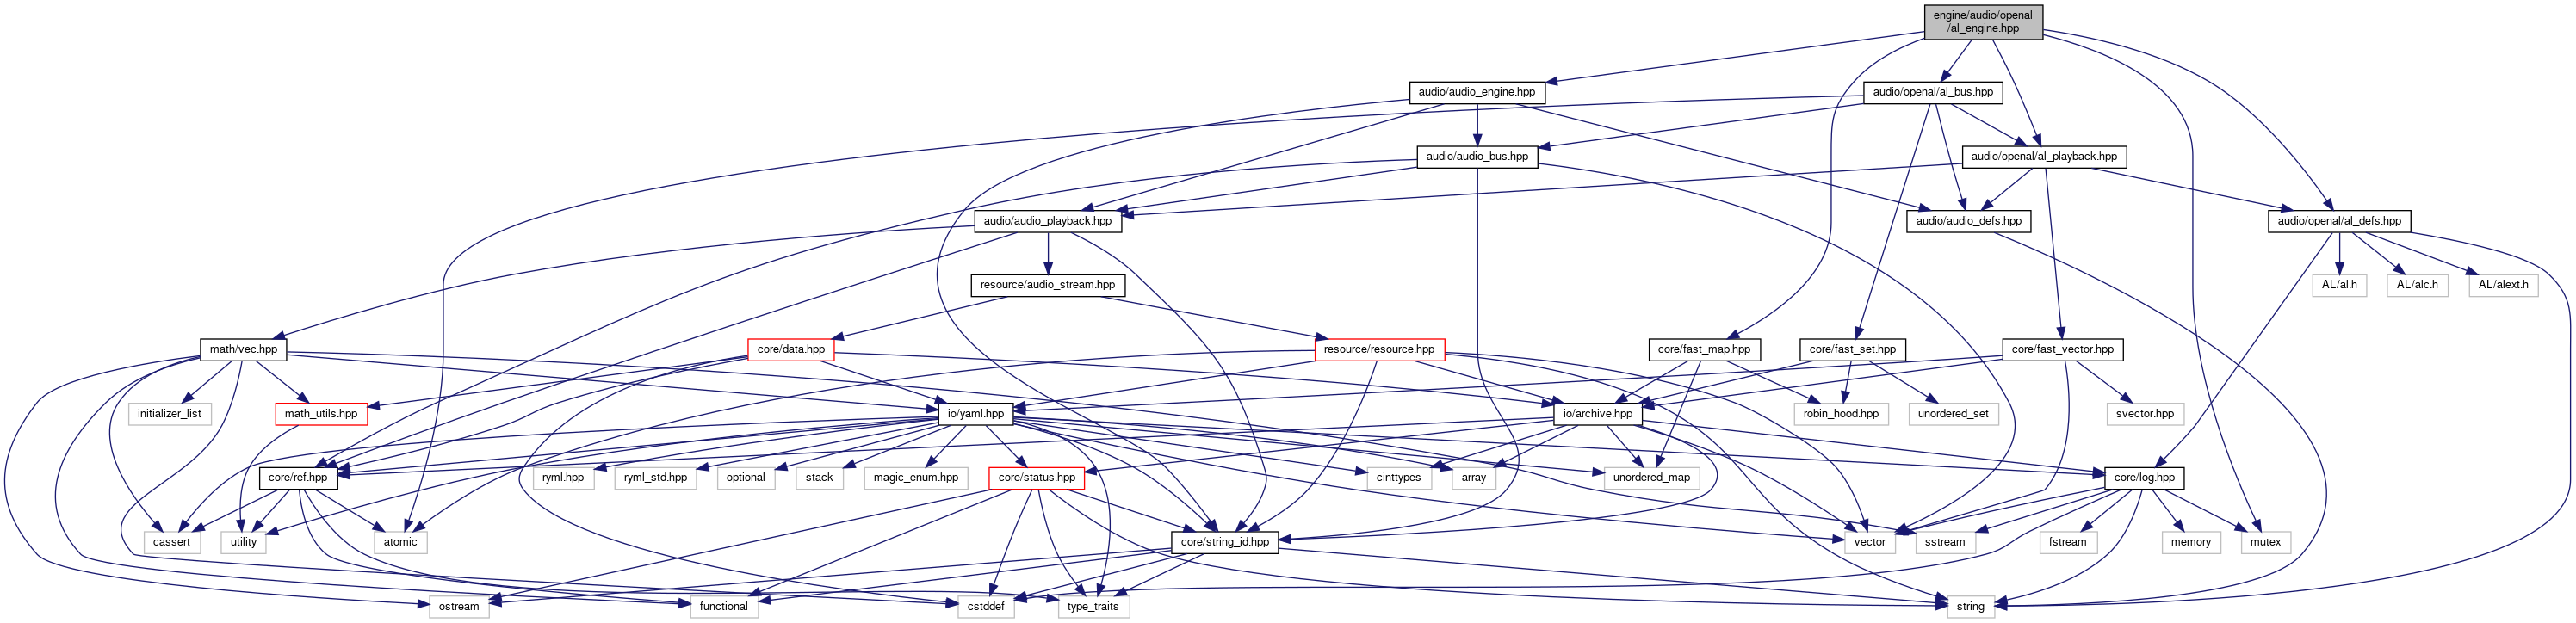 engine/audio/openal
/al_engine.hpp
audio/audio_engine.hpp
audio/openal/al_bus.hpp
audio/audio_bus.hpp
audio/openal/al_playback.hpp
audio/audio_playback.hpp
audio/audio_defs.hpp
audio/openal/al_defs.hpp
resource/audio_stream.hpp
AL/al.h
AL/alc.h
AL/alext.h
math/vec.hpp
core/data.hpp
resource/resource.hpp
core/fast_map.hpp
core/fast_set.hpp
core/fast_vector.hpp
initializer_list
math_utils.hpp
io/yaml.hpp
io/archive.hpp
robin_hood.hpp
unordered_set
svector.hpp
core/ref.hpp
ryml.hpp
ryml_std.hpp
optional
stack
magic_enum.hpp
core/status.hpp
cinttypes
array
unordered_map
core/log.hpp
cassert
utility
atomic
core/string_id.hpp
vector
sstream
fstream
memory
mutex
ostream
functional
cstddef
type_traits
string